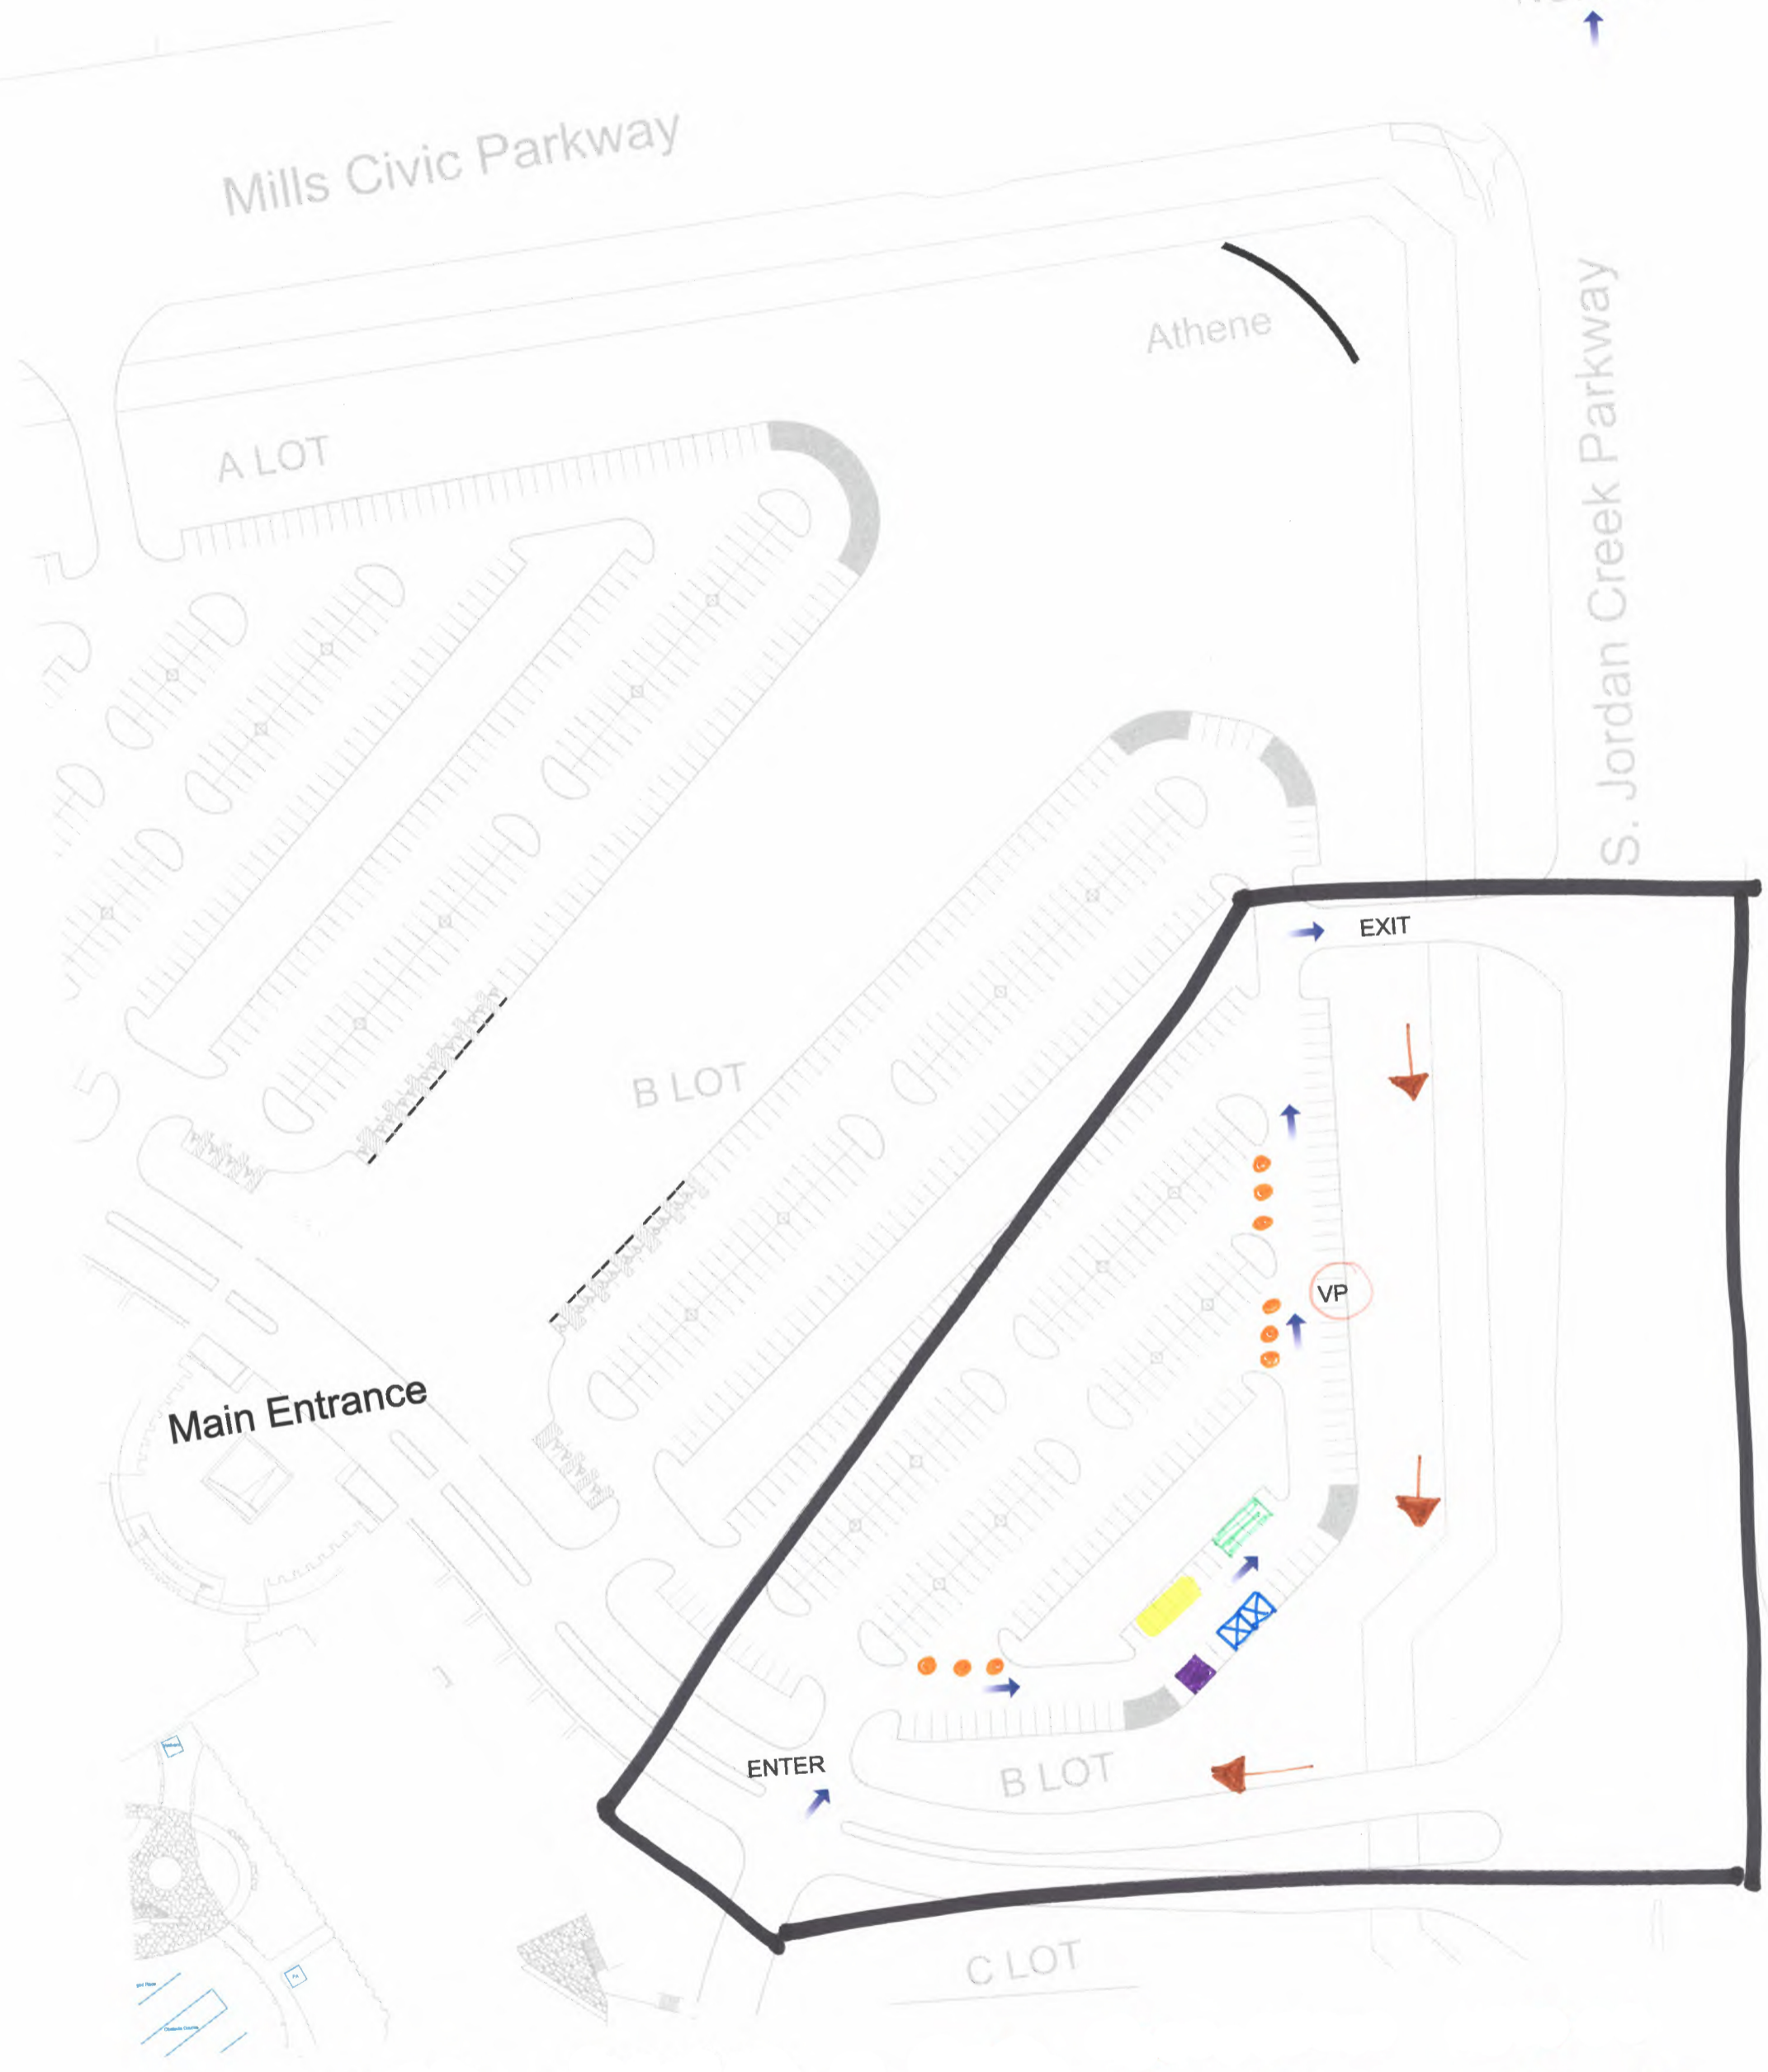 Mills Civic Parkway
Athene
S. Jordan Creek Parkway
A LOT
EXIT
B LOT
VP
Main Entrance
ENTER
B LOT
C LOT